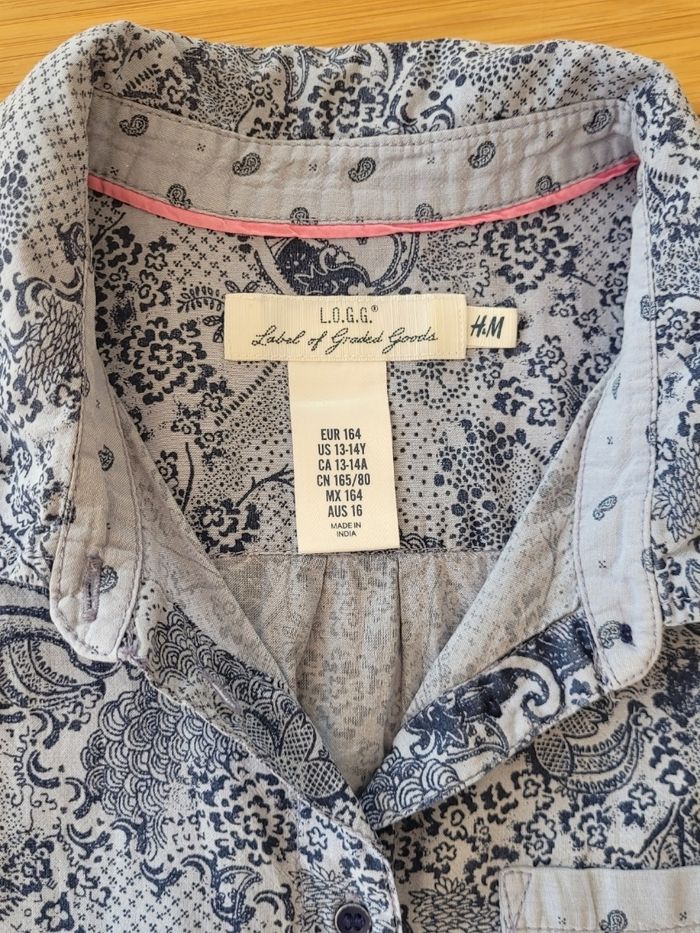 L.O.G.G.®
Label of Graded Goods
H&M
EUR 164
US 13-14Y
CA 13-14A
CN 165/80
MX 164
AUS 16
MADE IN
INDIA